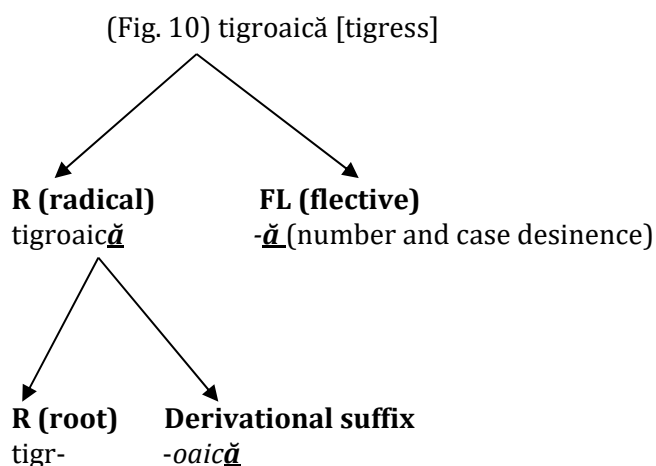 (Fig. 10) tigroaică [tigress]
R (radical) FL (flective)
tigroaică -ă (number and case desinence)
R (root) Derivational suffix
tigr- -oaică